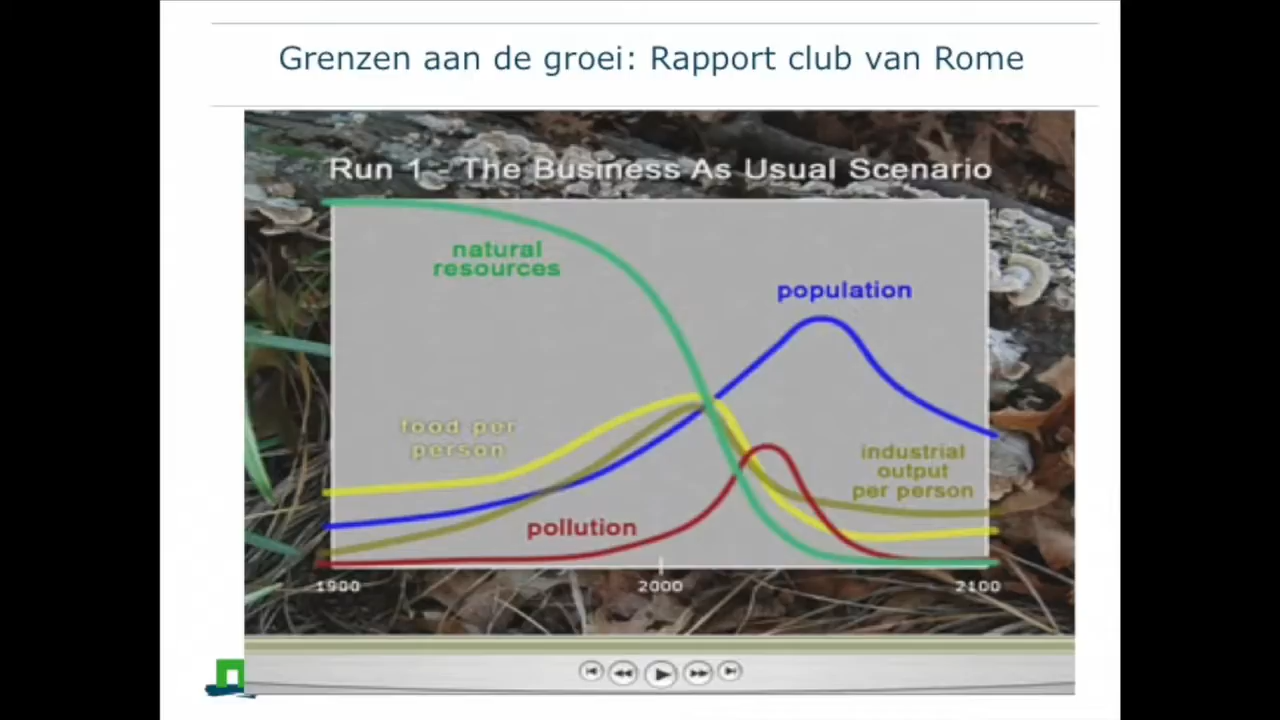 Grenzen aan de groei: Rapport club van Rome
Run 1 - The Business As Usual Scenario
natural
resources
population
food per
person
industrial
output
per person
pollution
1900
2000
2100